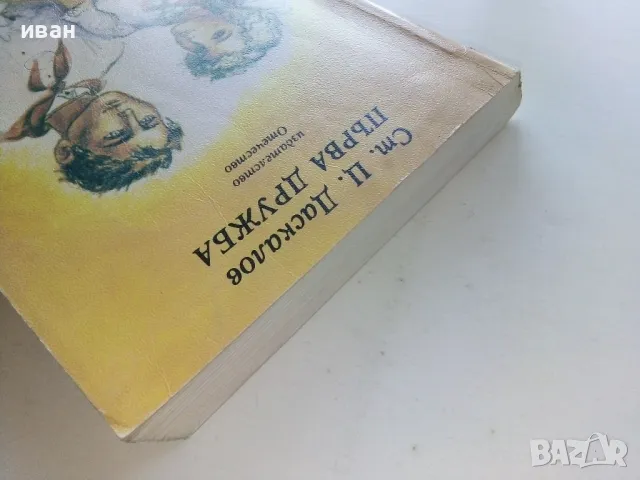 иван
Ст. Ц. Даскалов
ПЪРВА ДРУЖБА
издателство
Отечество
BAZAR